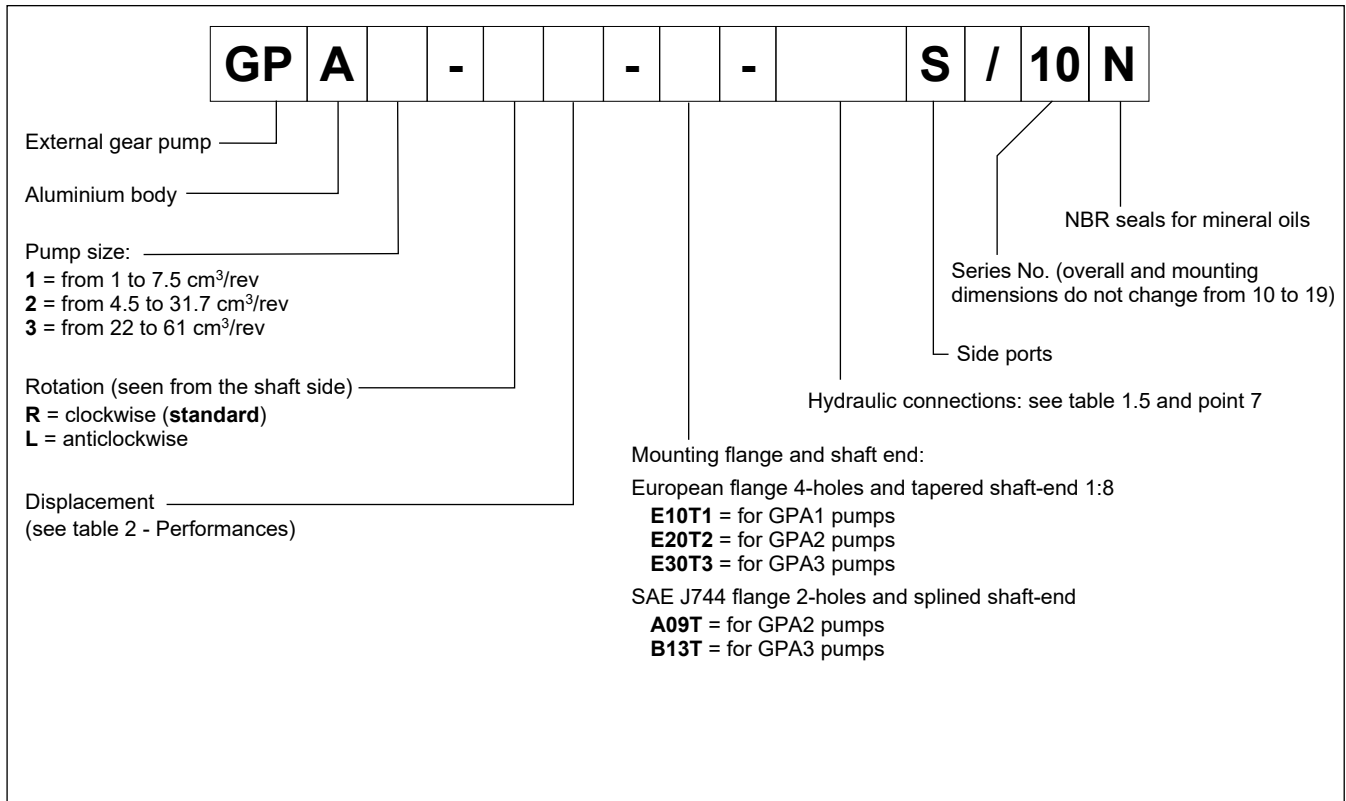 GP A - - - S / 10 N
External gear pump
Aluminium body
Pump size:
1 = from 1 to 7.5 cm³/rev
2 = from 4.5 to 31.7 cm³/rev
3 = from 22 to 61 cm³/rev
Rotation (seen from the shaft side)
R = clockwise (standard)
L = anticlockwise
Displacement
(see table 2 - Performances)
NBR seals for mineral oils
Series No. (overall and mounting
dimensions do not change from 10 to 19)
Side ports
Hydraulic connections: see table 1.5 and point 7
Mounting flange and shaft end:
European flange 4-holes and tapered shaft-end 1:8
E10T1 = for GPA1 pumps
E20T2 = for GPA2 pumps
E30T3 = for GPA3 pumps
SAE J744 flange 2-holes and splined shaft-end
A09T = for GPA2 pumps
B13T = for GPA3 pumps